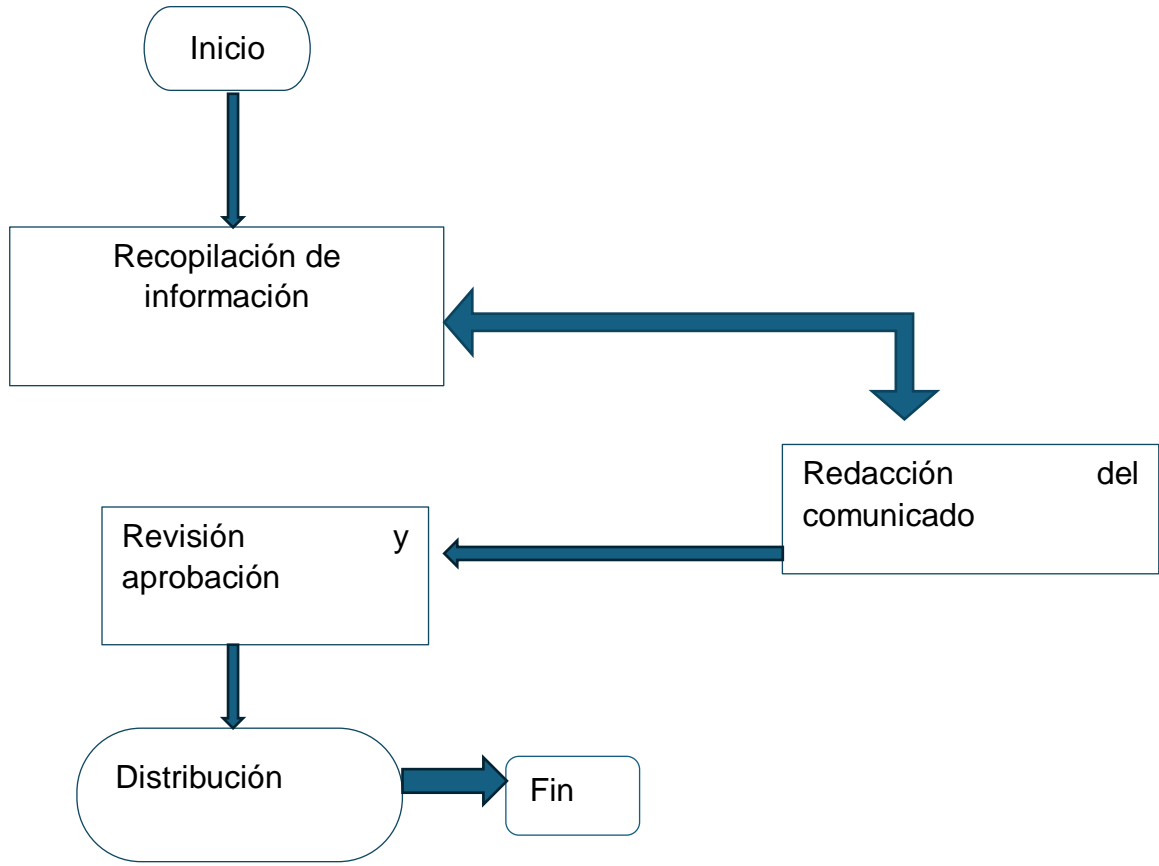 Inicio
Recopilación de
información
Redacción del
comunicado
Revisión y
aprobación
Distribución
Fin